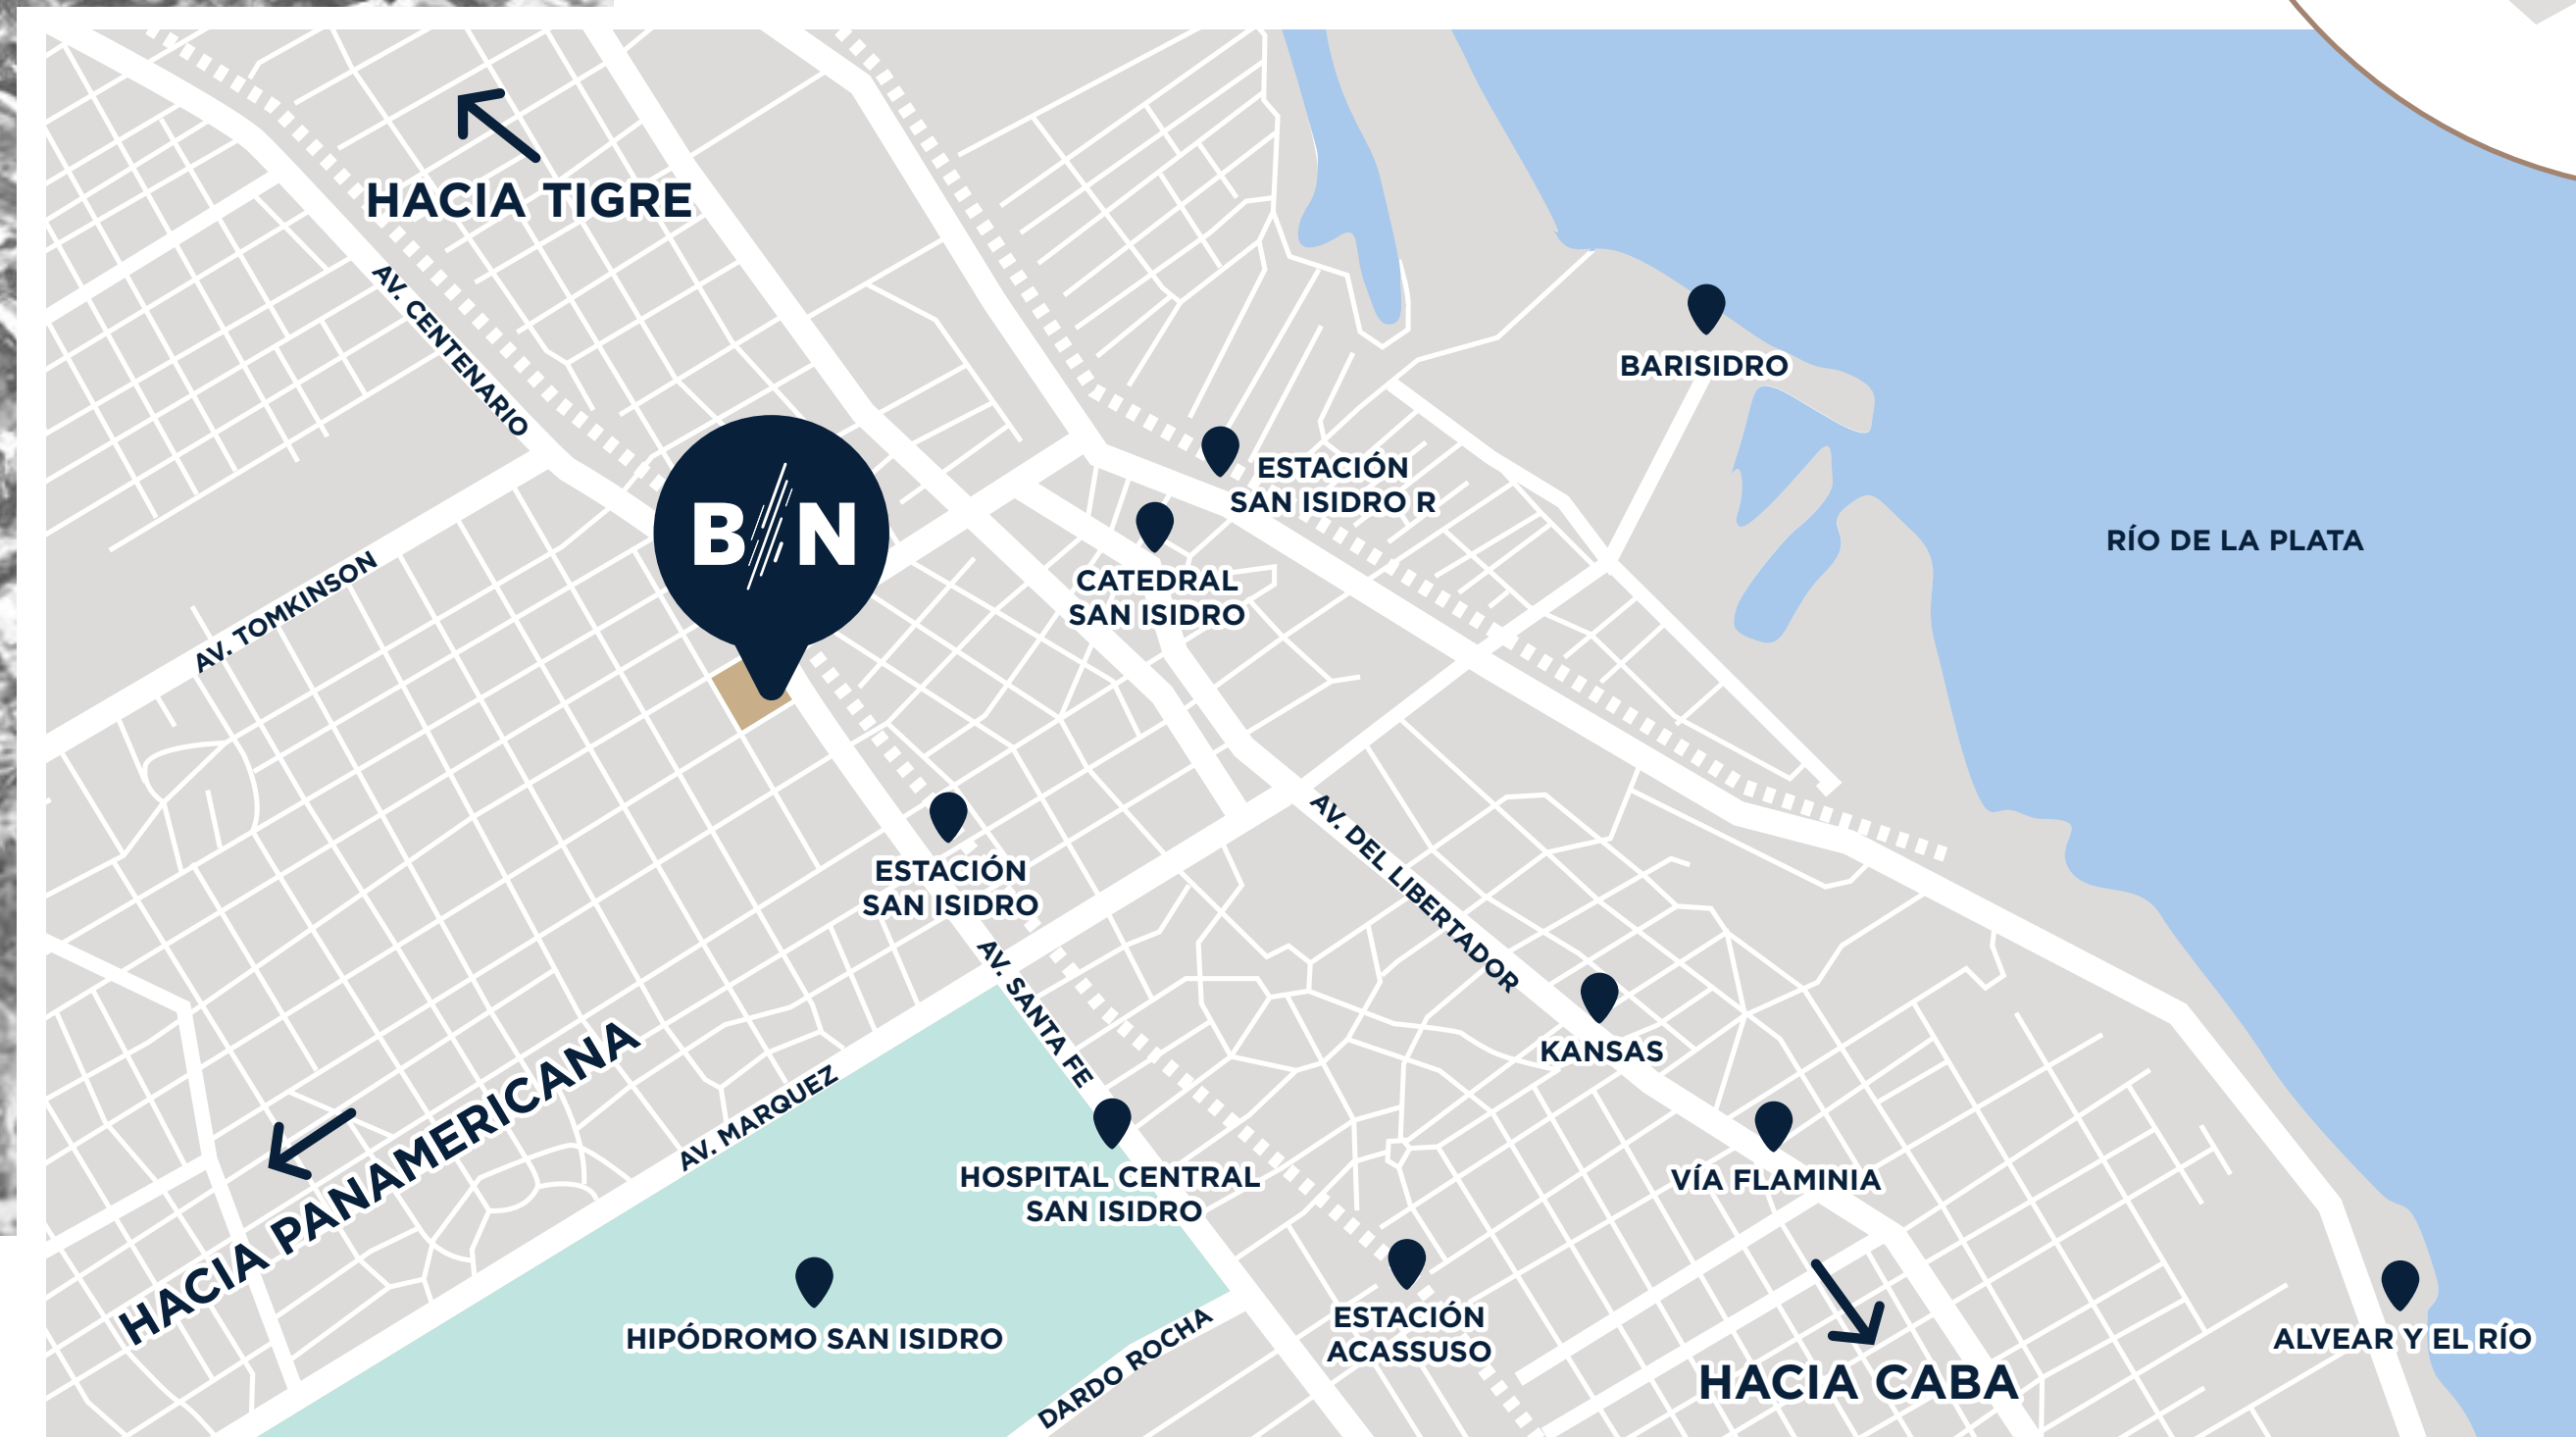 HACIA TIGRE
AV. CENTENARIO
BARISIDRO
ESTACIÓN
SAN ISIDRO R
B N
RÍO DE LA PLATA
CATEDRAL
SAN ISIDRO
AV. TOMKINSON
AV. DEL LIBERTADOR
ESTACIÓN
SAN ISIDRO
AV. SANTA FE
KANSAS
HACIA PANAMERICANA
AV. MARQUEZ
HOSPITAL CENTRAL
SAN ISIDRO
VÍA FLAMINIA
HIPÓDROMO SAN ISIDRO
DARDO ROCHA
ESTACIÓN
ACASSUSO
HACIA CABA
ALVEAR Y EL RÍO